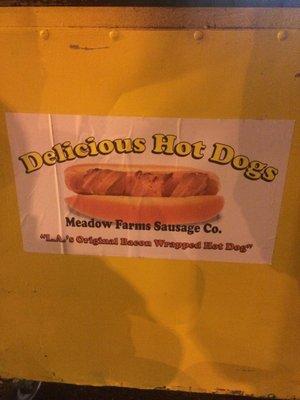 Delicious Hot Dogs
Meadow Farms Sausage Co.
"L.A.'s Original Bacon Wrapped Hot Dog"